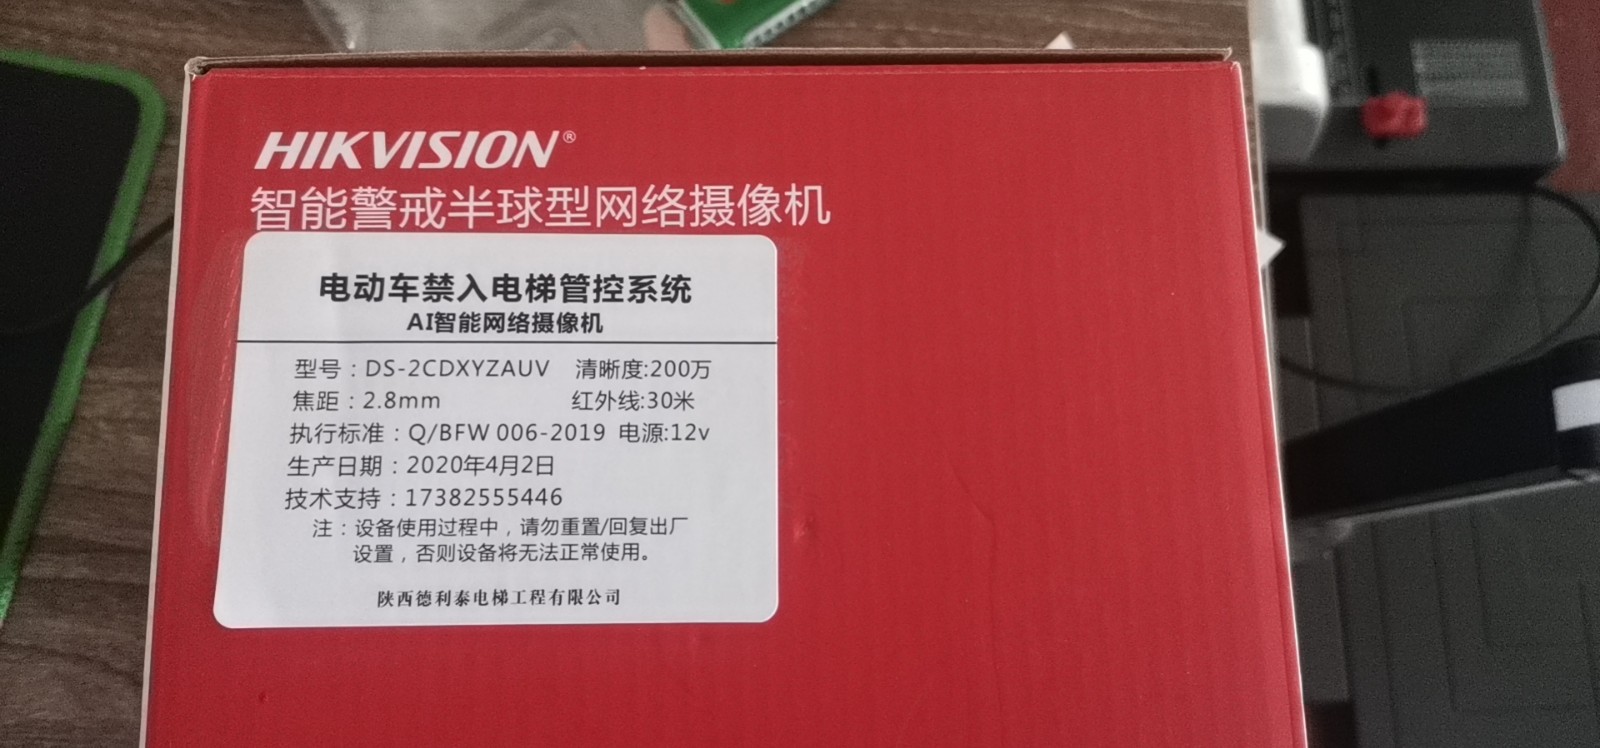 HIKVISION®
智能警戒半球型网络摄像机
电动车禁入电梯管控系统
AI智能网络摄像机
型号：DS-2CDXYZAUV 清晰度:200万
焦距：2.8mm 红外线:30米
执行标准：Q/BFW 006-2019 电源:12v
生产日期：2020年4月2日
技术支持：17382555446
注：设备使用过程中，请勿重置/回复出厂
设置，否则设备将无法正常使用。
陕西德利泰电梯工程有限公司